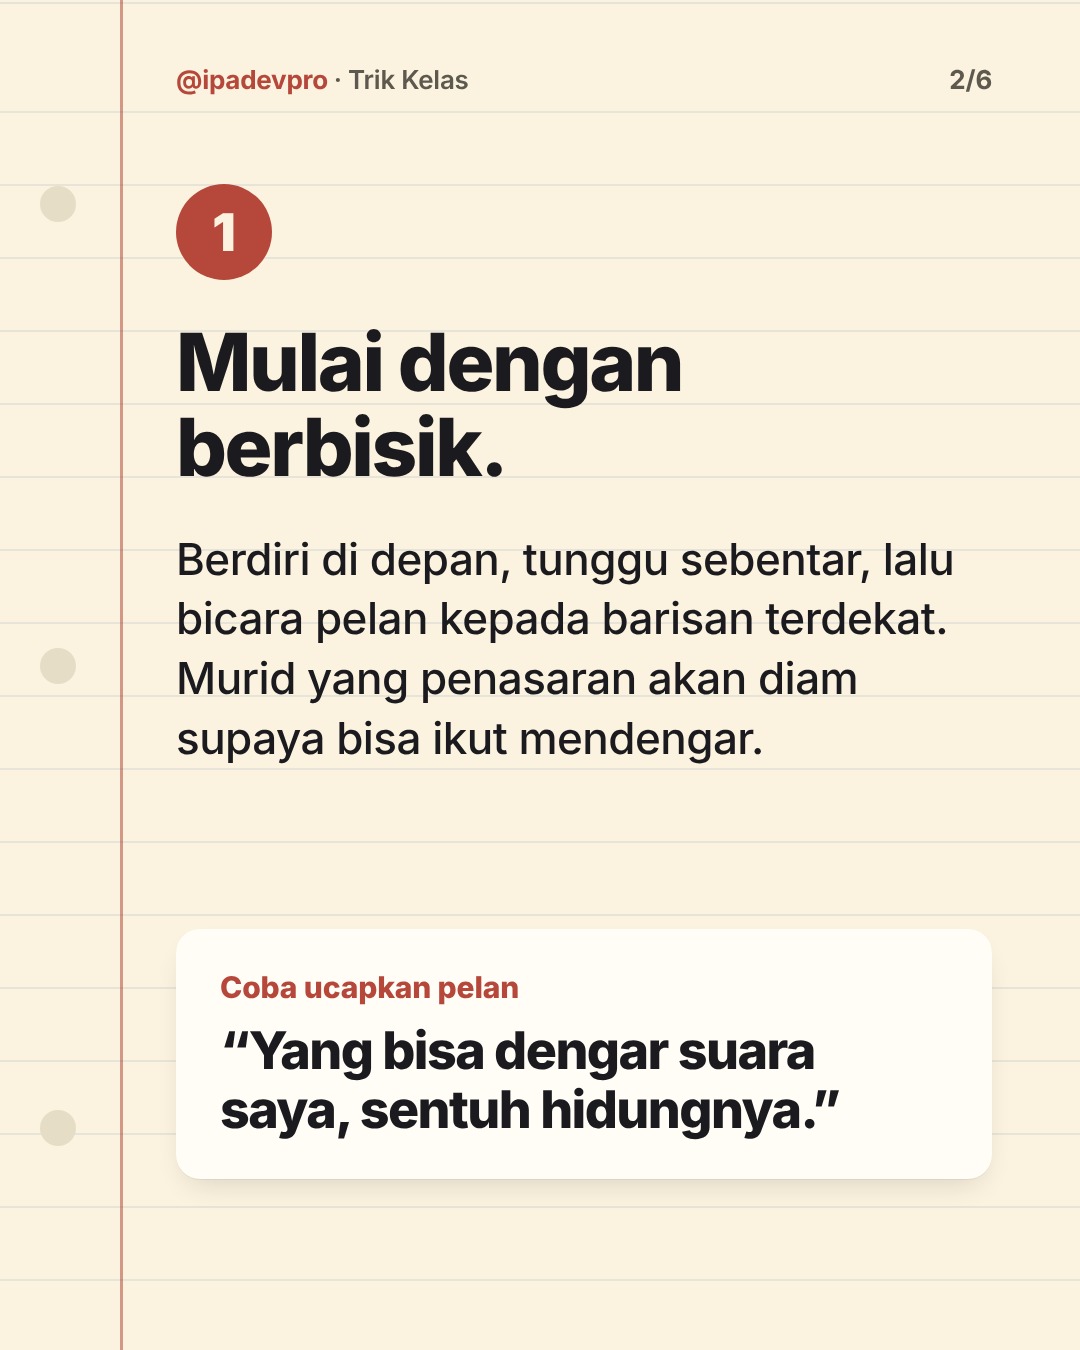 @ipadevpro · Trik Kelas
2/6
1
Mulai dengan
berbisik.
Berdiri di depan, tunggu sebentar, lalu
bicara pelan kepada barisan terdekat.
Murid yang penasaran akan diam
supaya bisa ikut mendengar.
Coba ucapkan pelan
“Yang bisa dengar suara
saya, sentuh hidungnya.”